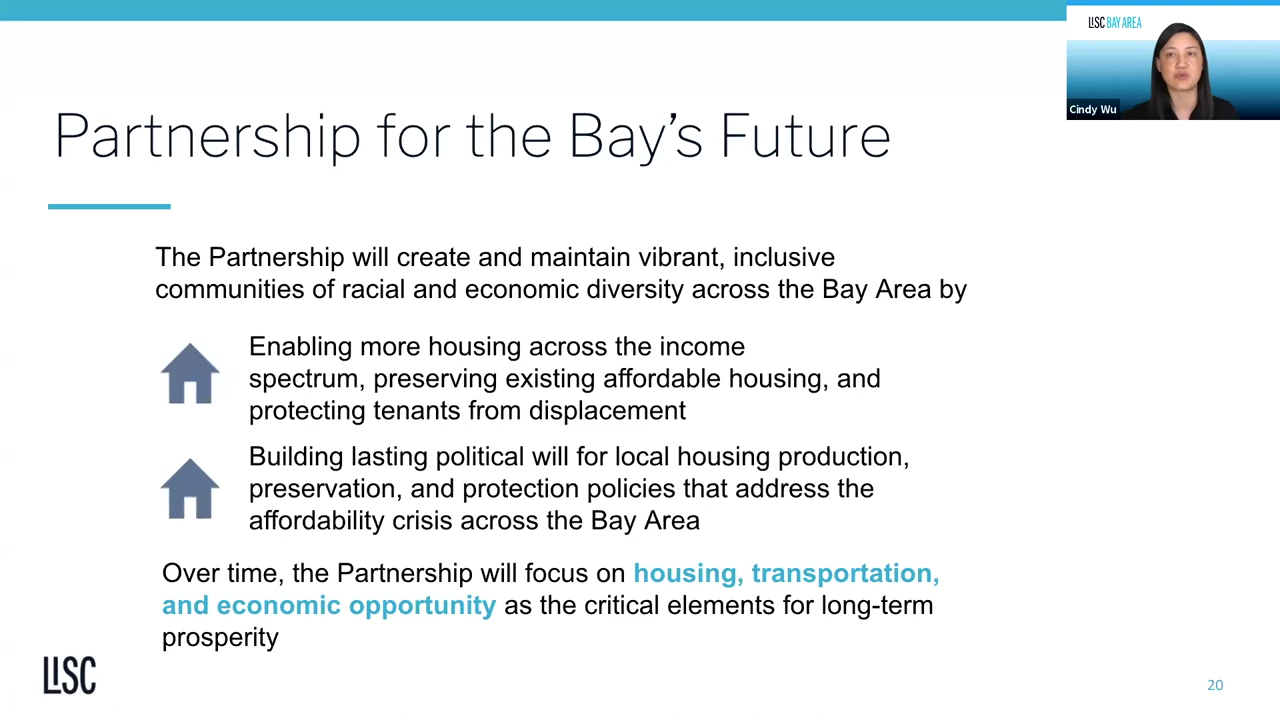 LISC BAY AREA
Cindy Wu
Partnership for the Bay's Future
The Partnership will create and maintain vibrant, inclusive
communities of racial and economic diversity across the Bay Area by
Enabling more housing across the income
spectrum, preserving existing affordable housing, and
protecting tenants from displacement
Building lasting political will for local housing production,
preservation, and protection policies that address the
affordability crisis across the Bay Area
Over time, the Partnership will focus on housing, transportation,
and economic opportunity as the critical elements for long-term
prosperity
LISC
20